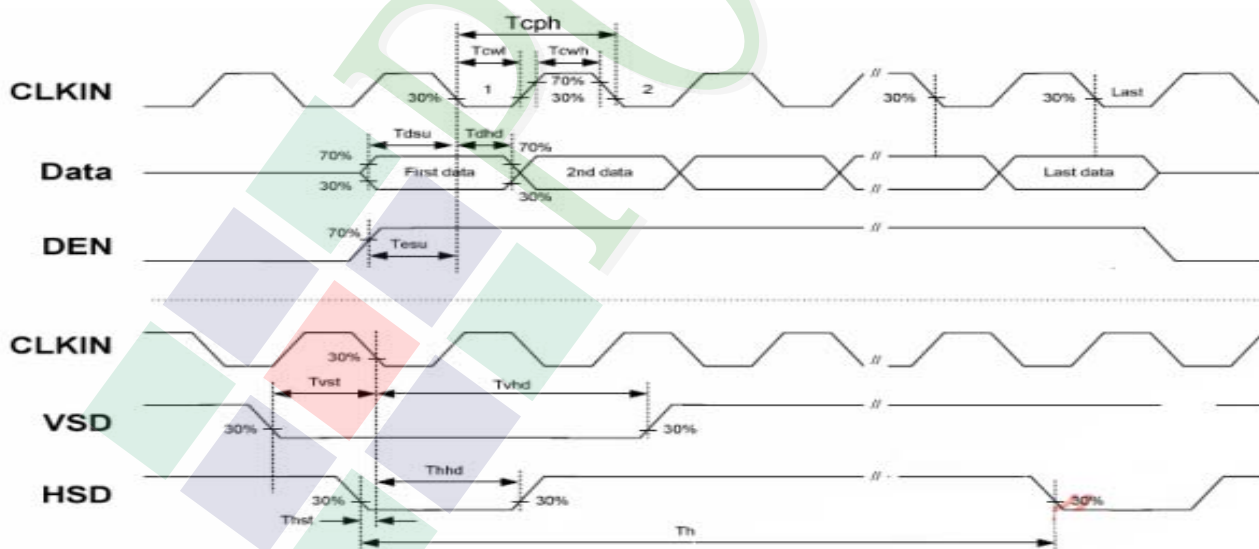 Tcph
Tcwl Tcwh
CLKIN 30% 1 70% 30% 2 30% 30% Last
Tdsu Tdhd
Data 70% 30% First data 70% 30% 2nd data Last data
DEN 70% Tesu
CLKIN 30%
Tvst Tvhd
VSD 30% 30%
Thhd
HSD 30% 30% 30%
Thst
Th